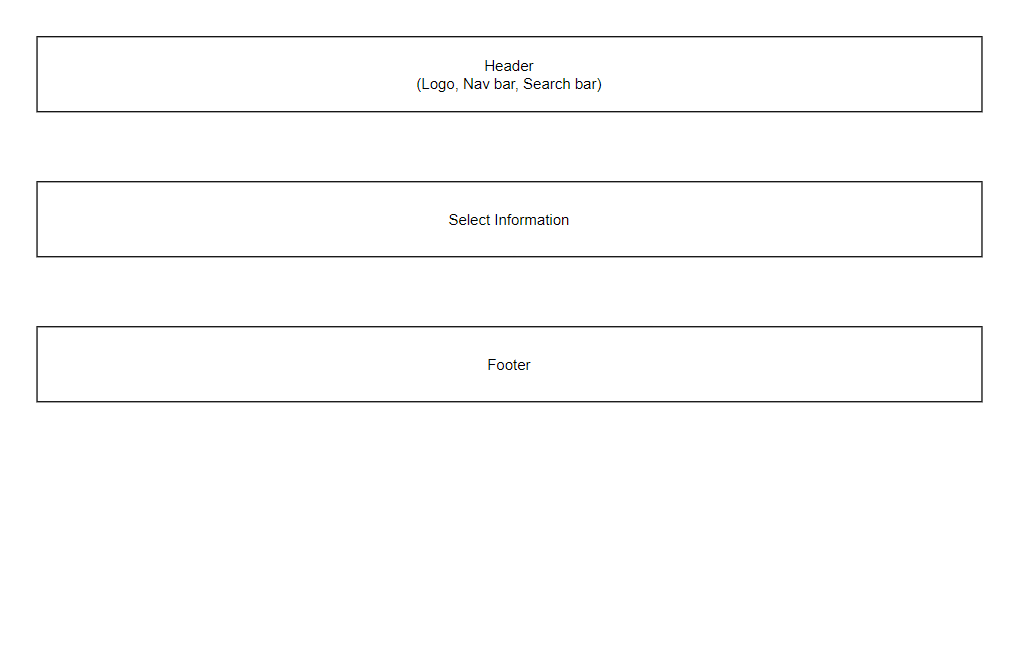 Header
(Logo, Nav bar, Search bar)
Select Information
Footer